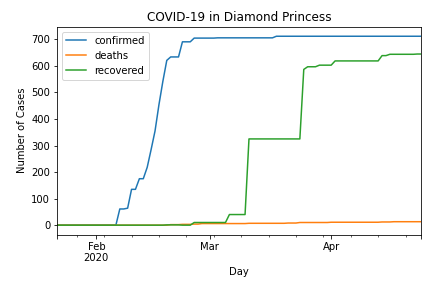 COVID-19 in Diamond Princess
confirmed
deaths
recovered
Number of Cases
700
600
500
400
300
200
100
0
Feb
2020
Mar
Apr
Day